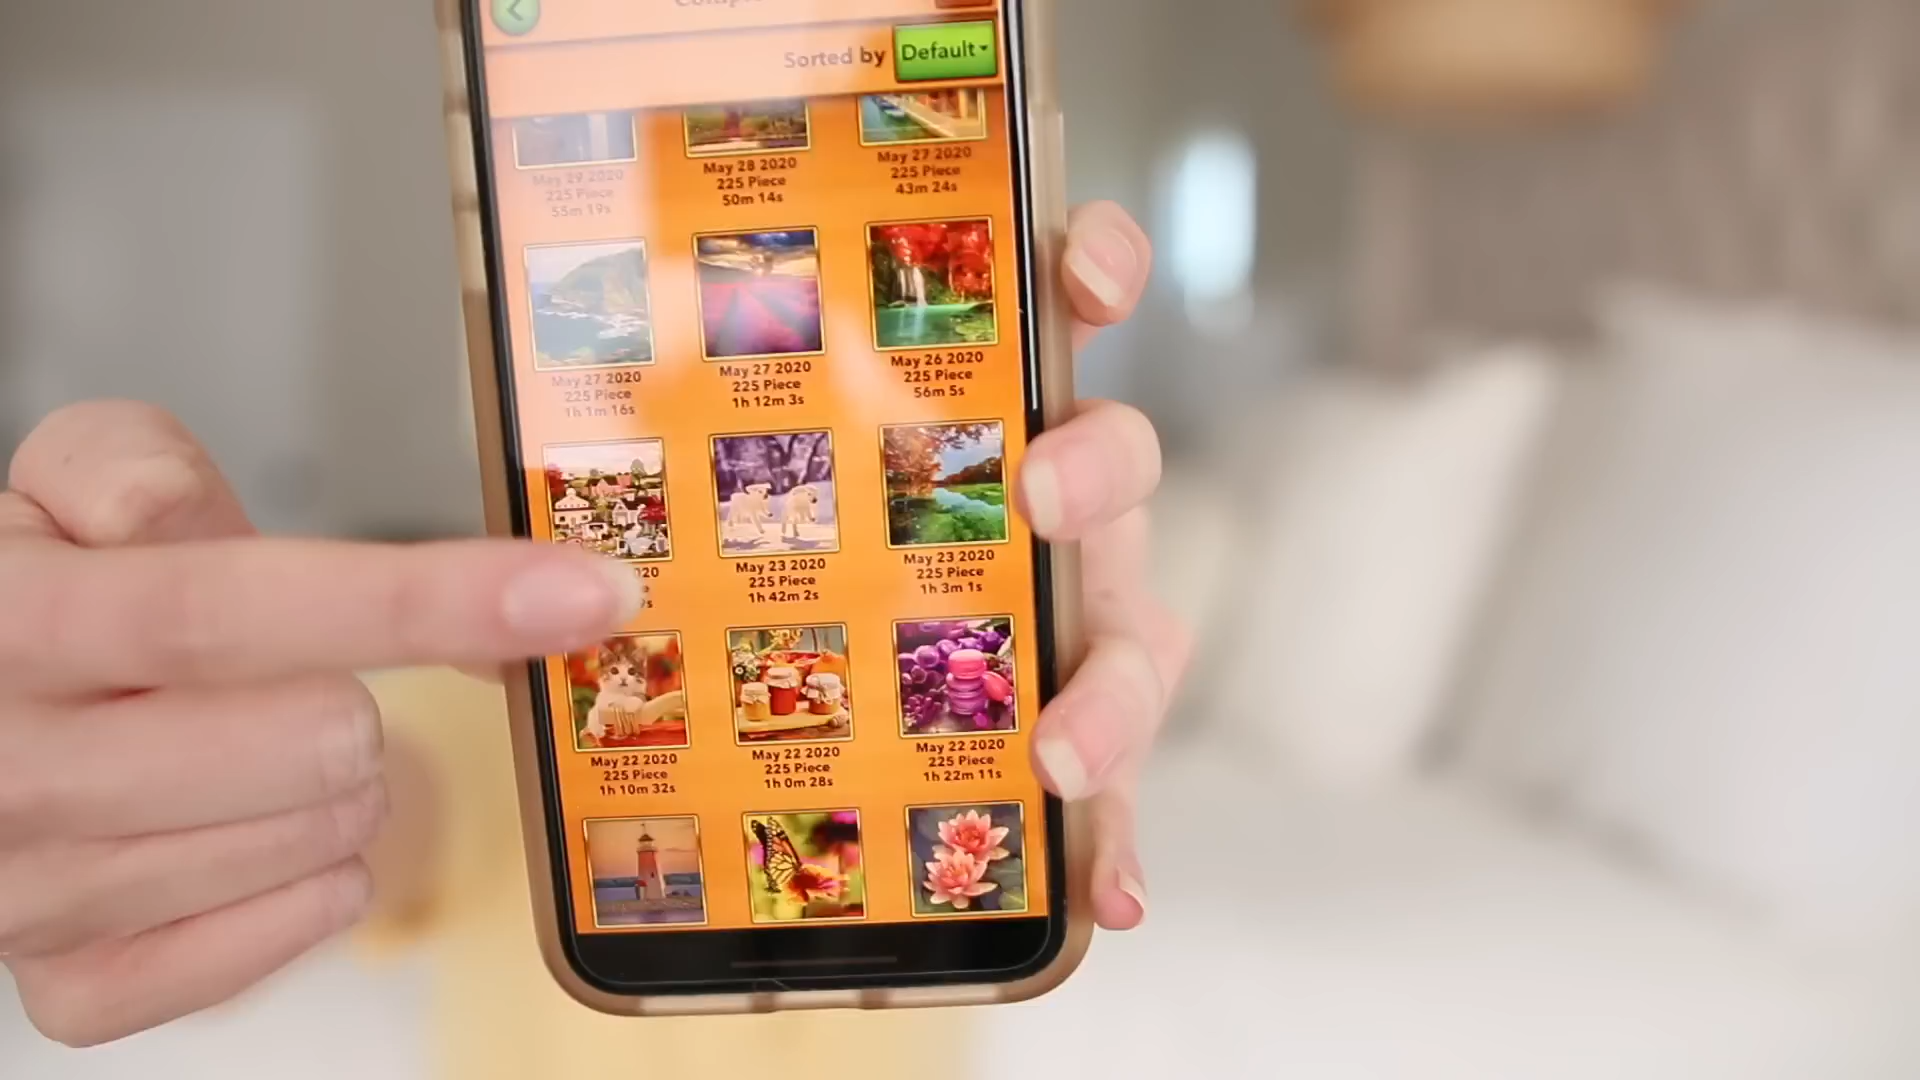 Sorted by Default
May 29 2020
225 Piece
55m 19s
May 28 2020
225 Piece
50m 14s
May 27 2020
225 Piece
43m 24s
May 27 2020
225 Piece
1h 1m 16s
May 27 2020
225 Piece
1h 12m 3s
May 26 2020
225 Piece
56m 5s
May 23 2020
225 Piece
1h 42m 2s
May 23 2020
225 Piece
1h 3m 1s
May 22 2020
225 Piece
1h 10m 32s
May 22 2020
225 Piece
1h 0m 28s
May 22 2020
225 Piece
1h 22m 11s